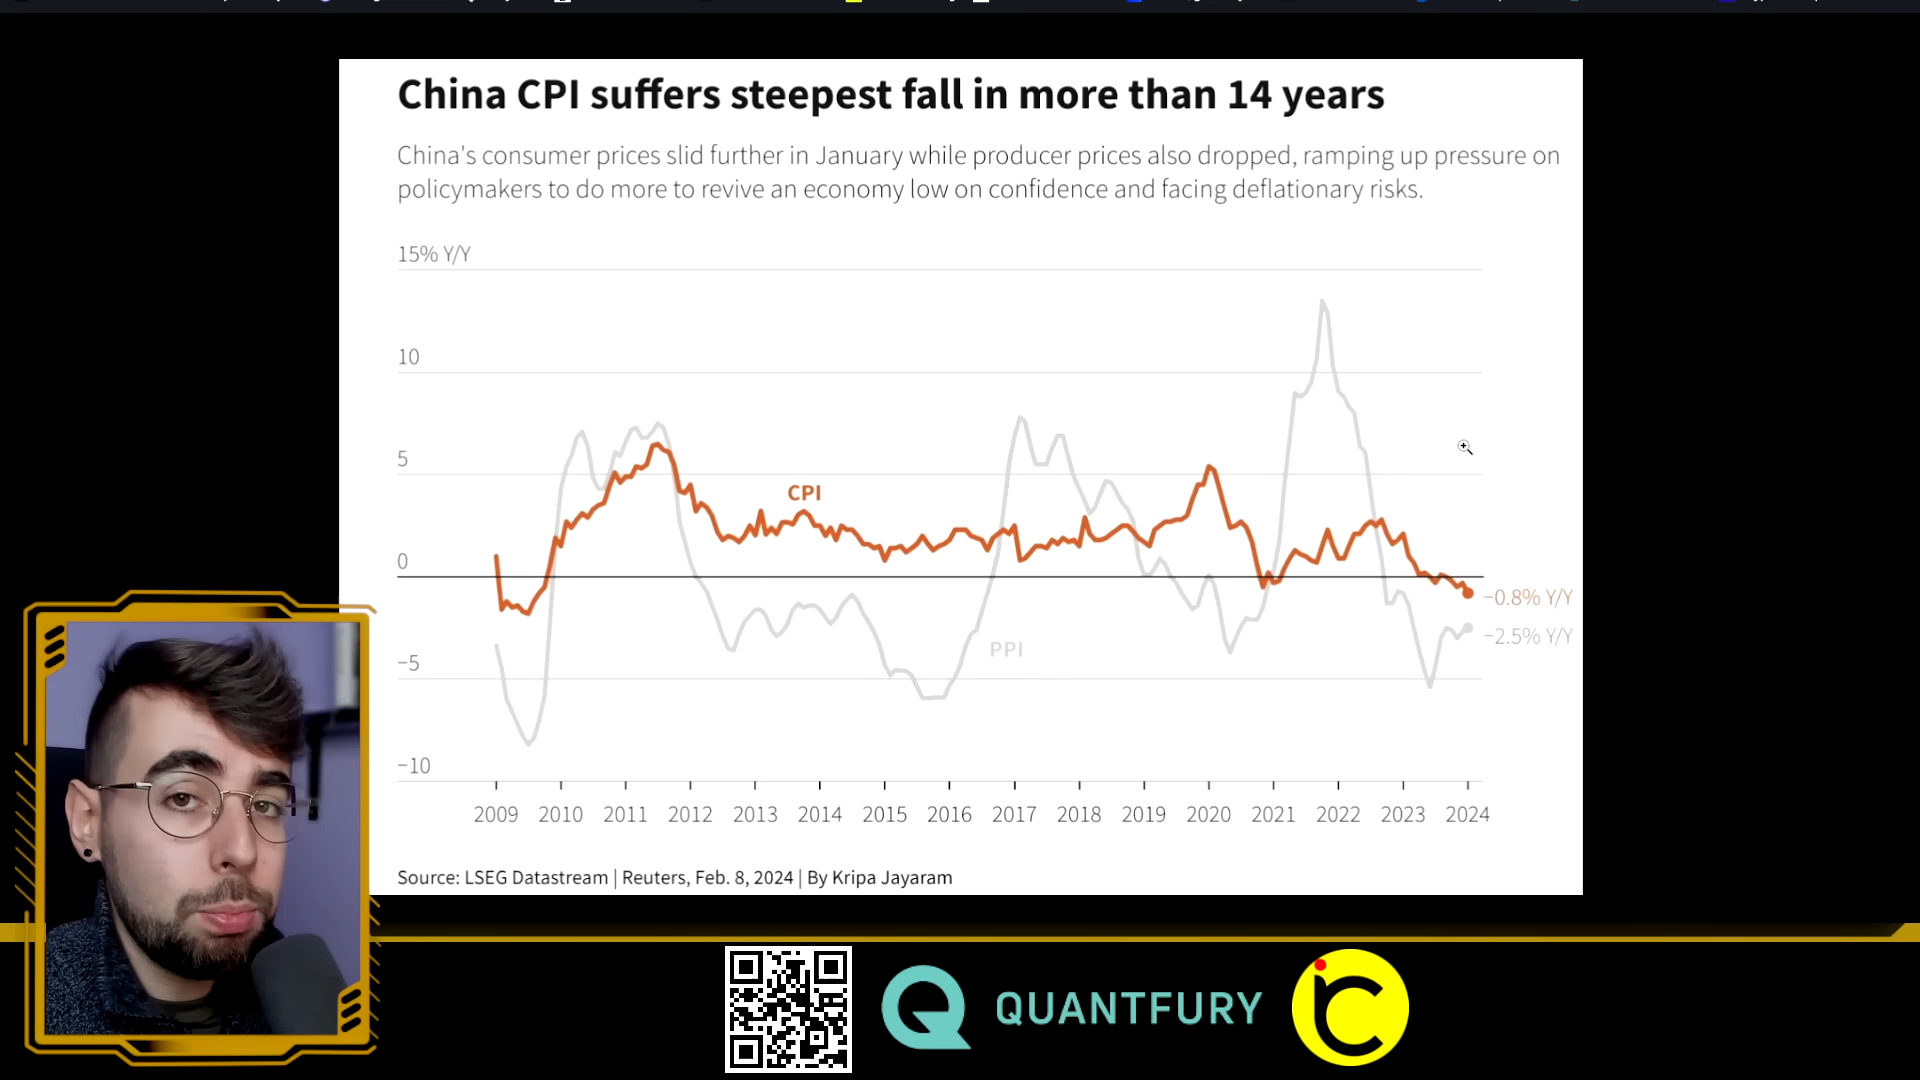 China CPI suffers steepest fall in more than 14 years
China's consumer prices slid further in January while producer prices also dropped, ramping up pressure on
policymakers to do more to revive an economy low on confidence and facing deflationary risks.
15% Y/Y
10
5
0
−5
−10
CPI
PPI
−0.8% Y/Y
−2.5% Y/Y
2009 2010 2011 2012 2013 2014 2015 2016 2017 2018 2019 2020 2021 2022 2023 2024
Source: LSEG Datastream | Reuters, Feb. 8, 2024 | By Kripa Jayaram
QUANTFURY